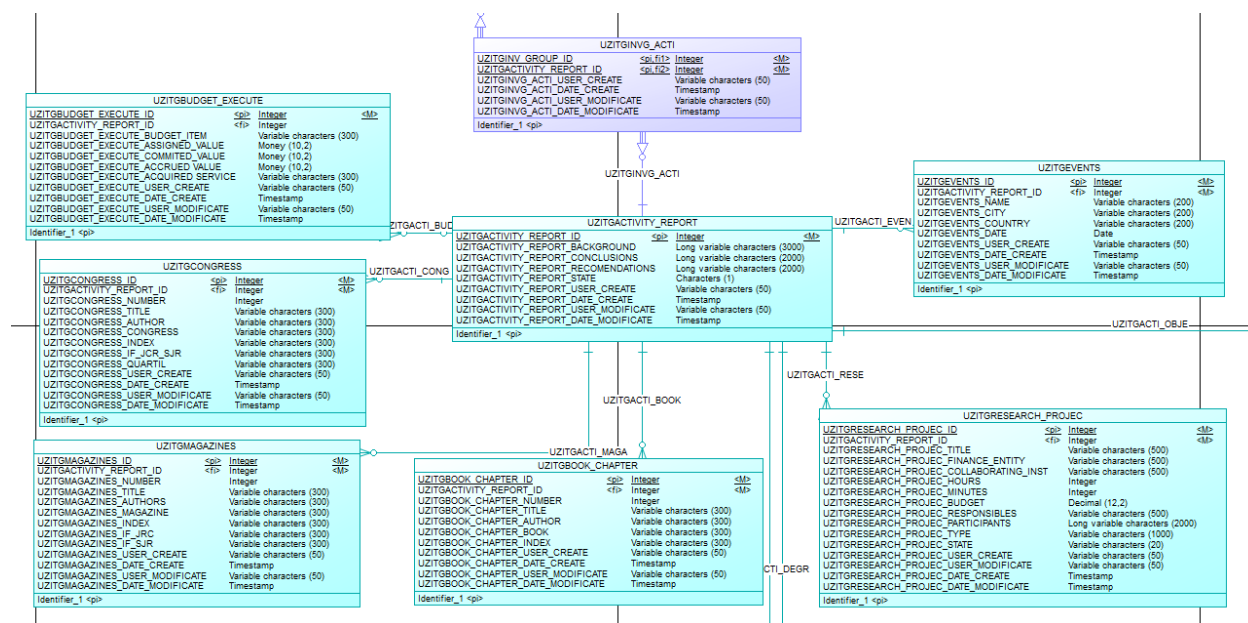 UZITGINVG_ACTI
UZITGINV_GROUP_ID <pi,fi1> Integer <M>
UZITGACTIVITY_REPORT_ID <pi,fi2> Integer <M>
UZITGINVG_ACTI_USER_CREATE Variable characters (50)
UZITGINVG_ACTI_DATE_CREATE Timestamp
UZITGINVG_ACTI_USER_MODIFICATE Variable characters (50)
UZITGINVG_ACTI_DATE_MODIFICATE Timestamp
Identifier_1 <pi>
UZITGINVG_ACTI
UZITGBUDGET_EXECUTE
UZITGBUDGET_EXECUTE_ID <pi> Integer <M>
UZITGACTIVITY_REPORT_ID <fi> Integer
UZITGBUDGET_EXECUTE_BUDGET_ITEM Variable characters (300)
UZITGBUDGET_EXECUTE_ASSIGNED_VALUE Money (10,2)
UZITGBUDGET_EXECUTE_COMMITED_VALUE Money (10,2)
UZITGBUDGET_EXECUTE_ACCRUED VALUE Money (10,2)
UZITGBUDGET_EXECUTE_ACQUIRED SERVICE Variable characters (300)
UZITGBUDGET_EXECUTE_USER_CREATE Variable characters (50)
UZITGBUDGET_EXECUTE_DATE_CREATE Timestamp
UZITGBUDGET_EXECUTE_USER_MODIFICATE Variable characters (50)
UZITGBUDGET_EXECUTE_DATE_MODIFICATE Timestamp
Identifier_1 <pi>
UZITGACTI_BUD
UZITGACTIVITY_REPORT
UZITGACTIVITY_REPORT_ID <pi> Integer <M>
UZITGACTIVITY_REPORT_BACKGROUND Long variable characters (3000)
UZITGACTIVITY_REPORT_CONCLUSIONS Long variable characters (2000)
UZITGACTIVITY_REPORT_RECOMENDATIONS Long variable characters (2000)
UZITGACTIVITY_REPORT_STATE Characters (1)
UZITGACTIVITY_REPORT_USER_CREATE Variable characters (50)
UZITGACTIVITY_REPORT_DATE_CREATE Timestamp
UZITGACTIVITY_REPORT_USER_MODIFICATE Variable characters (50)
UZITGACTIVITY_REPORT_DATE_MODIFICATE Timestamp
Identifier_1 <pi>
UZITGACTI_EVEN
UZITGEVENTS
UZITGEVENTS_ID <pi> Integer <M>
UZITGACTIVITY_REPORT_ID <fi> Integer <M>
UZITGEVENTS_NAME Variable characters (200)
UZITGEVENTS_CITY Variable characters (200)
UZITGEVENTS_COUNTRY Variable characters (200)
UZITGEVENTS_DATE Date
UZITGEVENTS_USER_CREATE Variable characters (50)
UZITGEVENTS_DATE_CREATE Timestamp
UZITGEVENTS_USER_MODIFICATE Variable characters (50)
UZITGEVENTS_DATE_MODIFICATE Timestamp
Identifier_1 <pi>
UZITGCONGRESS
UZITGCONGRESS_ID <pi> Integer <M>
UZITGACTIVITY_REPORT_ID <fi> Integer <M>
UZITGCONGRESS_NUMBER Integer
UZITGCONGRESS_TITLE Variable characters (300)
UZITGCONGRESS_AUTHOR Variable characters (300)
UZITGCONGRESS_CONGRESS Variable characters (300)
UZITGCONGRESS_INDEX Variable characters (300)
UZITGCONGRESS_IF_JCR_SJR Variable characters (300)
UZITGCONGRESS_QUARTIL Variable characters (300)
UZITGCONGRESS_USER_CREATE Variable characters (50)
UZITGCONGRESS_DATE_CREATE Timestamp
UZITGCONGRESS_USER_MODIFICATE Variable characters (50)
UZITGCONGRESS_DATE_MODIFICATE Timestamp
Identifier_1 <pi>
UZITGACTI_CONG
UZITGACTI_OBJE
UZITGACTI_RESE
UZITGACTI_BOOK
UZITGACTI_MAGA
UZITGMAGAZINES
UZITGMAGAZINES_ID <pi> Integer <M>
UZITGACTIVITY_REPORT_ID <fi> Integer <M>
UZITGMAGAZINES_NUMBER Integer
UZITGMAGAZINES_TITLE Variable characters (300)
UZITGMAGAZINES_AUTHORS Variable characters (300)
UZITGMAGAZINES_MAGAZINE Variable characters (300)
UZITGMAGAZINES_INDEX Variable characters (300)
UZITGMAGAZINES_IF_JRC Variable characters (300)
UZITGMAGAZINES_IF_SJR Variable characters (300)
UZITGMAGAZINES_USER_CREATE Variable characters (50)
UZITGMAGAZINES_DATE_CREATE Timestamp
UZITGMAGAZINES_USER_MODIFICATE Variable characters (50)
UZITGMAGAZINES_DATE_MODIFICATE Timestamp
Identifier_1 <pi>
UZITGBOOK_CHAPTER
UZITGBOOK_CHAPTER_ID <pi> Integer <M>
UZITGACTIVITY_REPORT_ID <fi> Integer <M>
UZITGBOOK_CHAPTER_NUMBER Integer
UZITGBOOK_CHAPTER_TITLE Variable characters (300)
UZITGBOOK_CHAPTER_AUTHOR Variable characters (300)
UZITGBOOK_CHAPTER_BOOK Variable characters (300)
UZITGBOOK_CHAPTER_INDEX Variable characters (300)
UZITGBOOK_CHAPTER_USER_CREATE Variable characters (50)
UZITGBOOK_CHAPTER_DATE_CREATE Timestamp
UZITGBOOK_CHAPTER_USER_MODIFICATE Variable characters (50)
UZITGBOOK_CHAPTER_DATE_MODIFICATE Timestamp
Identifier_1 <pi>
CTI_DEGR
UZITGRESEARCH_PROJEC
UZITGRESEARCH_PROJEC_ID <pi> Integer <M>
UZITGACTIVITY_REPORT_ID <fi> Integer <M>
UZITGRESEARCH_PROJEC_TITLE Variable characters (500)
UZITGRESEARCH_PROJEC_FINANCE_ENTITY Variable characters (500)
UZITGRESEARCH_PROJEC_COLLABORATING_INST Variable characters (500)
UZITGRESEARCH_PROJEC_HOURS Integer
UZITGRESEARCH_PROJEC_MINUTES Integer
UZITGRESEARCH_PROJEC_BUDGET Decimal (12,2)
UZITGRESEARCH_PROJEC_RESPONSIBLES Variable characters (500)
UZITGRESEARCH_PROJEC_PARTICIPANTS Long variable characters (2000)
UZITGRESEARCH_PROJEC_TYPE Variable characters (1000)
UZITGRESEARCH_PROJEC_STATE Variable characters (20)
UZITGRESEARCH_PROJEC_USER_CREATE Variable characters (50)
UZITGRESEARCH_PROJEC_USER_MODIFICATE Variable characters (50)
UZITGRESEARCH_PROJEC_DATE_CREATE Timestamp
UZITGRESEARCH_PROJEC_DATE_MODIFICATE Timestamp
Identifier_1 <pi>